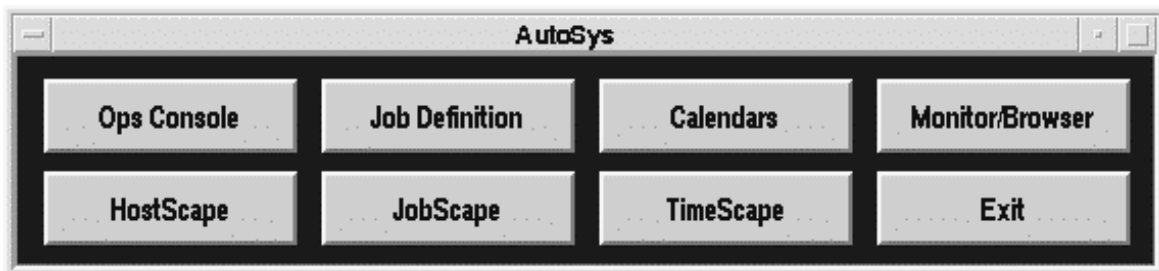 AutoSys
Ops Console Job Definition Calendars Monitor/Browser
HostScape JobScape TimeScape Exit